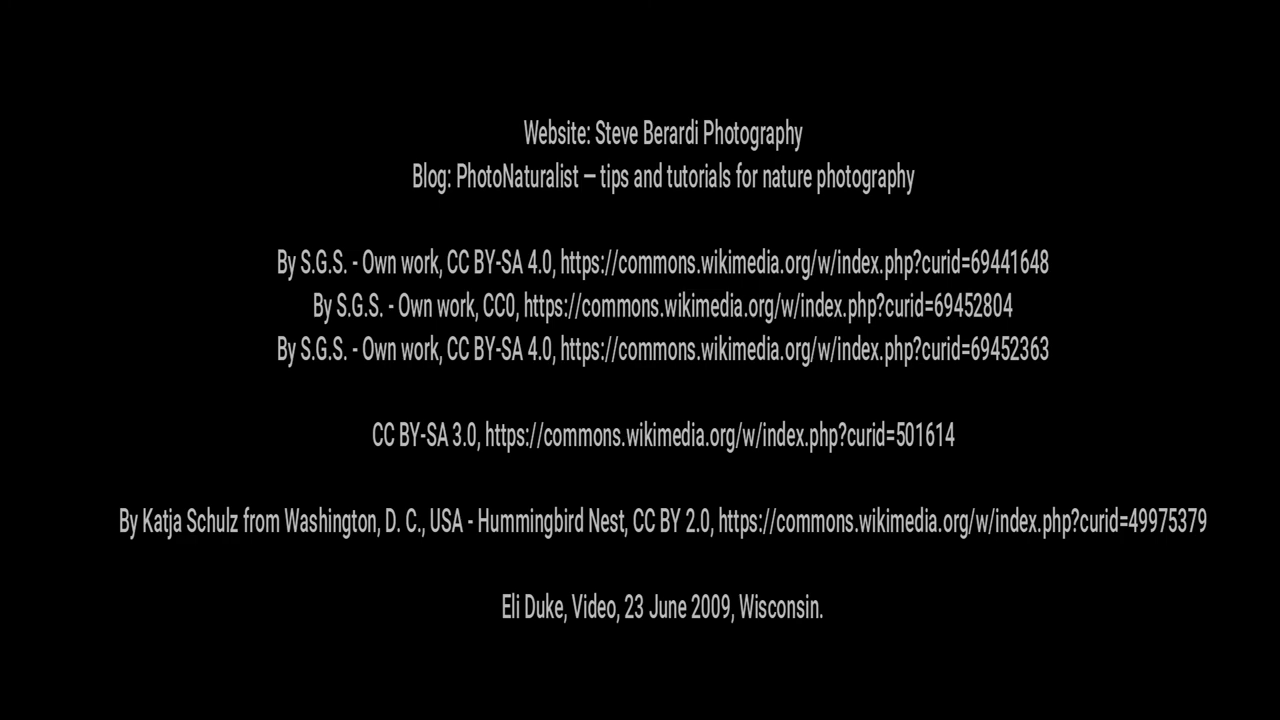 Website: Steve Berardi Photography
Blog: PhotoNaturalist – tips and tutorials for nature photography
By S.G.S. - Own work, CC BY-SA 4.0, https://commons.wikimedia.org/w/index.php?curid=69441648
By S.G.S. - Own work, CC0, https://commons.wikimedia.org/w/index.php?curid=69452804
By S.G.S. - Own work, CC BY-SA 4.0, https://commons.wikimedia.org/w/index.php?curid=69452363
CC BY-SA 3.0, https://commons.wikimedia.org/w/index.php?curid=501614
By Katja Schulz from Washington, D. C., USA - Hummingbird Nest, CC BY 2.0, https://commons.wikimedia.org/w/index.php?curid=49975379
Eli Duke, Video, 23 June 2009, Wisconsin.